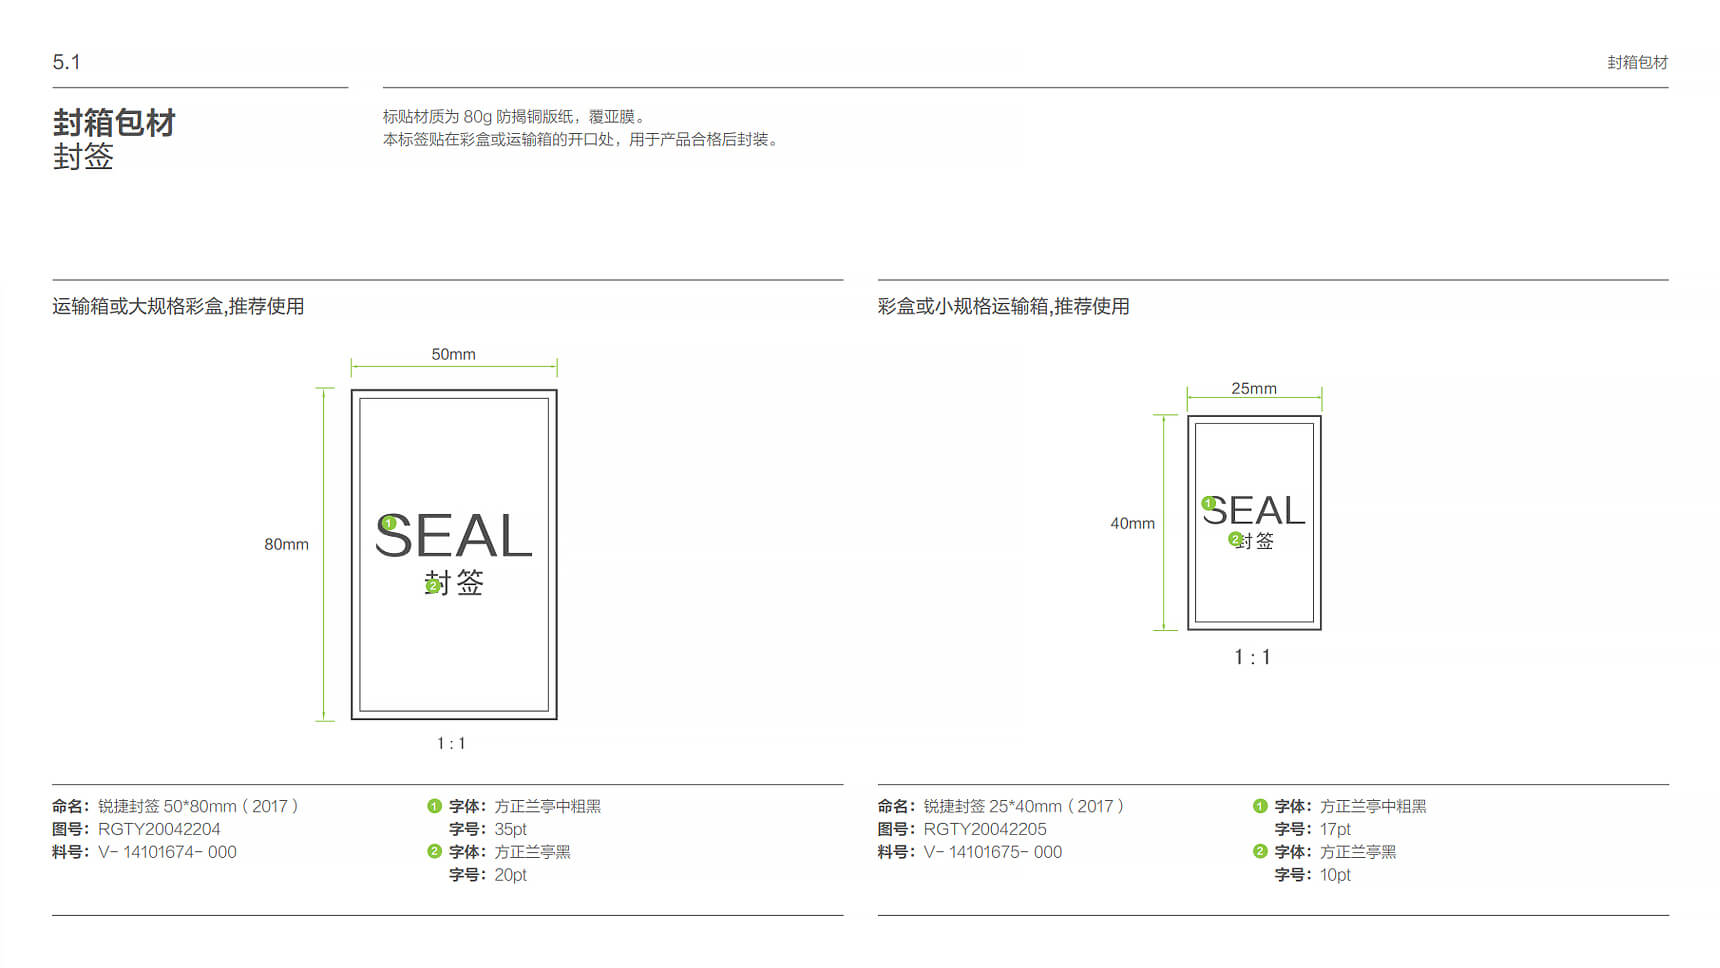 5.1
封箱包材
封箱包材
封签
标贴材质为 80g 防揭铜版纸，覆亚膜。
本标签贴在彩盒或运输箱的开口处，用于产品合格后封装。
运输箱或大规格彩盒,推荐使用
50mm
80mm
1
SEAL
2
封签
1 : 1
命名：锐捷封签 50*80mm（2017）
图号：RGTY20042204
料号：V- 14101674- 000
1 字体：方正兰亭中粗黑
字号：35pt
2 字体：方正兰亭黑
字号：20pt
彩盒或小规格运输箱,推荐使用
25mm
40mm
1
SEAL
2
封签
1 : 1
命名：锐捷封签 25*40mm（2017）
图号：RGTY20042205
料号：V- 14101675- 000
1 字体：方正兰亭中粗黑
字号：17pt
2 字体：方正兰亭黑
字号：10pt